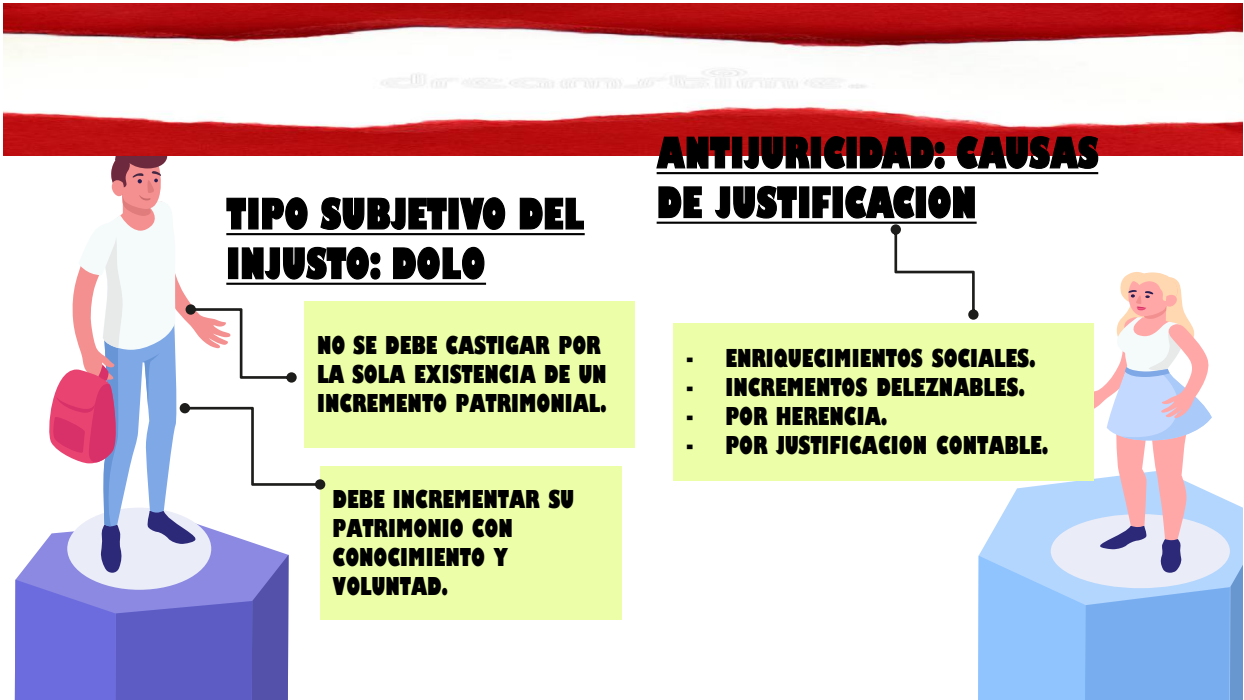 dreamstime.
TIPO SUBJETIVO DEL
INJUSTO: DOLO
NO SE DEBE CASTIGAR POR
LA SOLA EXISTENCIA DE UN
INCREMENTO PATRIMONIAL.
DEBE INCREMENTAR SU
PATRIMONIO CON
CONOCIMIENTO Y
VOLUNTAD.
ANTIJURICIDAD: CAUSAS
DE JUSTIFICACION
- ENRIQUECIMIENTOS SOCIALES.
- INCREMENTOS DELEZNABLES.
- POR HERENCIA.
- POR JUSTIFICACION CONTABLE.